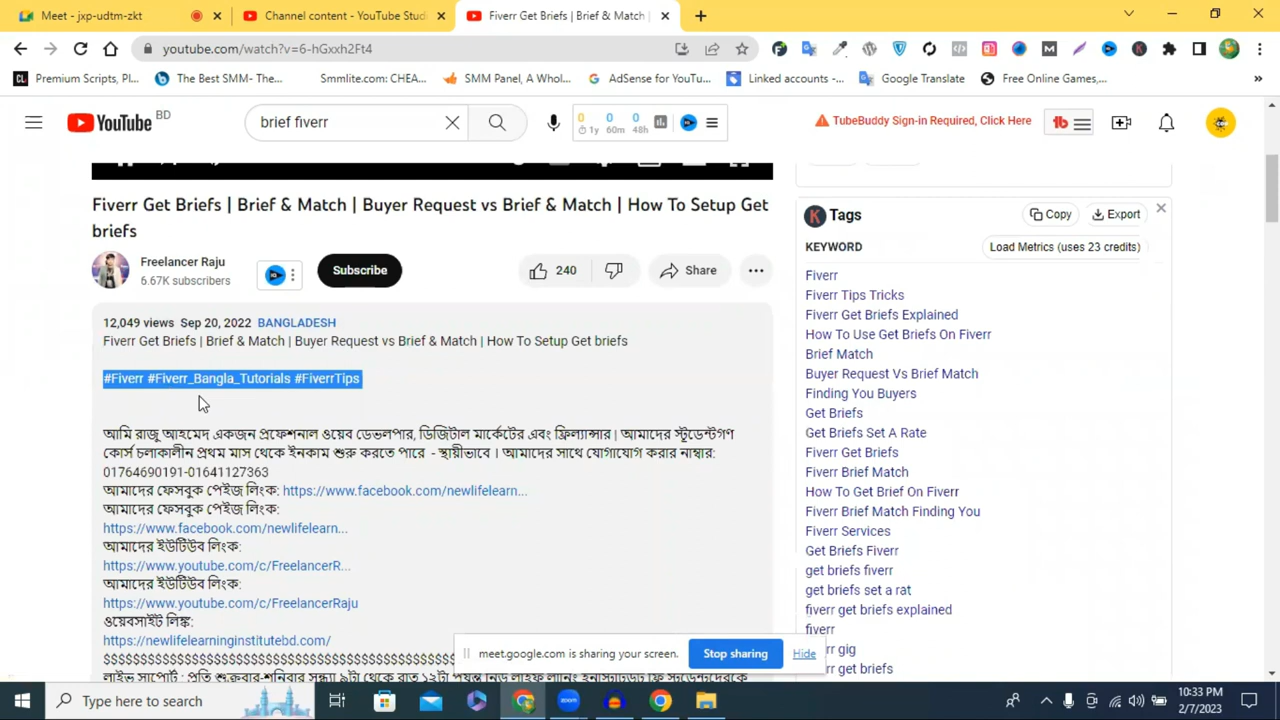 Meet - jxp-udtm-zkt
Channel content - YouTube Stud
Fiverr Get Briefs | Brief & Match |
youtube.com/watch?v=6-hGxxh2Ft4
CL Premium Scripts, Pl...
The Best SMM- The...
Smmlite.com: CHEA...
SMM Panel, A Whol...
AdSense for YouTu...
Linked accounts -...
Google Translate
Free Online Games,...
YouTube BD
brief fiverr
0 0 0
1y 60m 48h
TubeBuddy Sign-in Required, Click Here
Fiverr Get Briefs | Brief & Match | Buyer Request vs Brief & Match | How To Setup Get
briefs
Freelancer Raju
6.67K subscribers
Subscribe
240
Share
12,049 views Sep 20, 2022 BANGLADESH
Fiverr Get Briefs | Brief & Match | Buyer Request vs Brief & Match | How To Setup Get briefs
#Fiverr #Fiverr_Bangla_Tutorials #FiverrTips
আমি রাজু আহমেদ একজন প্রফেশনাল ওয়েব ডেভলপার, ডিজিটাল মার্কেটের এবং ফ্রিল্যান্সার। আমাদের স্টুডেন্টগণ
কোর্স চলাকালীন প্রথম মাস থেকে ইনকাম শুরু করতে পারে - স্থায়ীভাবে । আমাদের সাথে যোগাযোগ করার নাম্বার:
01764690191-01641127363
আমাদের ফেসবুক পেইজ লিংক: https://www.facebook.com/newlifelearn...
আমাদের ফেসবুক পেইজ লিংক:
https://www.facebook.com/newlifelearn...
আমাদের ইউটিউব লিংক:
https://www.youtube.com/c/FreelancerR...
আমাদের ইউটিউব লিংক:
https://www.youtube.com/c/FreelancerRaju
ওয়েবসাইট লিঙ্ক:
https://newlifelearninginstitutebd.com/
K Tags
Copy
Export
KEYWORD
Load Metrics (uses 23 credits)
Fiverr
Fiverr Tips Tricks
Fiverr Get Briefs Explained
How To Use Get Briefs On Fiverr
Brief Match
Buyer Request Vs Brief Match
Finding You Buyers
Get Briefs
Get Briefs Set A Rate
Fiverr Get Briefs
Fiverr Brief Match
How To Get Brief On Fiverr
Fiverr Brief Match Finding You
Fiverr Services
Get Briefs Fiverr
get briefs fiverr
get briefs set a rat
fiverr get briefs explained
fiverr
rr gig
rr get briefs
meet.google.com is sharing your screen.
Stop sharing
Hide
Type here to search
10:33 PM
2/7/2023